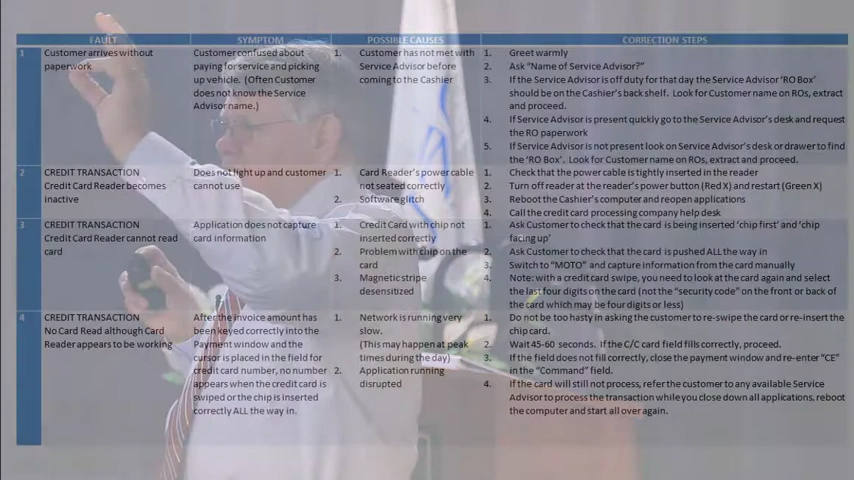 FAULT SYMPTOM POSSIBLE CAUSES CORRECTION STEPS
1
Customer arrives without
paperwork
Customer confused about
paying for service and picking
up vehicle. (Often Customer
does not know the Service
Advisor name.)
1. Customer has not met with
Service Advisor before
coming to the Cashier
1. Greet warmly
2. Ask “Name of Service Advisor?”
3. If the Service Advisor is off duty for that day the Service Advisor ‘RO Box’
should be on the Cashier’s back shelf. Look for Customer name on ROs, extract
and proceed.
4. If Service Advisor is present quickly go to the Service Advisor’s desk and request
the RO paperwork
5. If Service Advisor is not present look on Service Advisor’s desk or drawer to find
the ‘RO Box’. Look for Customer name on ROs, extract and proceed.
2
CREDIT TRANSACTION
Credit Card Reader becomes
inactive
Does not light up and customer
cannot use
1. Card Reader’s power cable
not seated correctly
2. Software glitch
1. Check that the power cable is tightly inserted in the reader
2. Turn off reader at the reader’s power button (Red X) and restart (Green X)
3. Reboot the Cashier’s computer and reopen applications
4. Call the credit card processing company help desk
3
CREDIT TRANSACTION
Credit Card Reader cannot read
card
Application does not capture
card information
1. Credit Card with chip not
inserted correctly
2. Problem with chip on the
card
3. Magnetic stripe
desensitized
1. Ask Customer to check that the card is being inserted ‘chip first’ and ‘chip
facing up’
2. Ask Customer to check that the card is pushed ALL the way in
3. Switch to “MOTO” and capture information from the card manually
4. Note: with a credit card swipe, you need to look at the card again and select
the last four digits on the card (not the “security code” on the front or back of
the card which may be four digits or less)
4
CREDIT TRANSACTION
No Card Read although Card
Reader appears to be working
After the invoice amount has
been keyed correctly into the
Payment window and the
cursor is placed in the field for
credit card number, no number
appears when the credit card is
swiped or the chip is inserted
correctly ALL the way in.
1. Network is running very
slow.
(This may happen at peak
times during the day)
2. Application running
disrupted
1. Do not be too hasty in asking the customer to re-swipe the card or re-insert the
chip card.
2. Wait 45-60 seconds. If the C/C card field fills correctly, proceed.
3. If the field does not fill correctly, close the payment window and re-enter “CE”
in the “Command” field.
4. If the card will still not process, refer the customer to any available Service
Advisor to process the transaction while you close down all applications, reboot
the computer and start all over again.